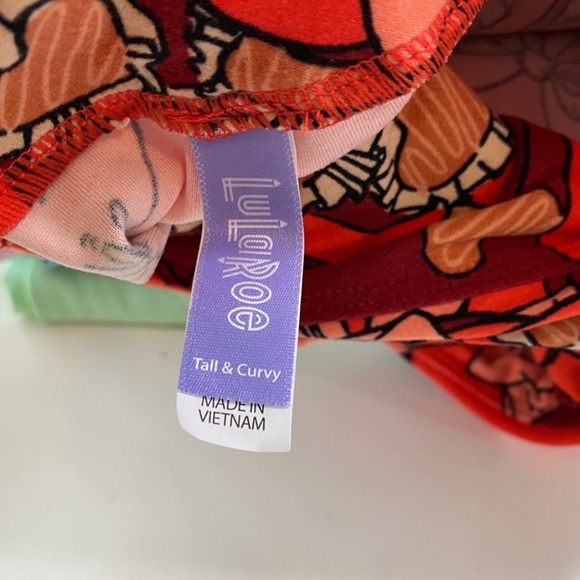 LuLaRoe
Tall & Curvy
MADE IN
VIETNAM